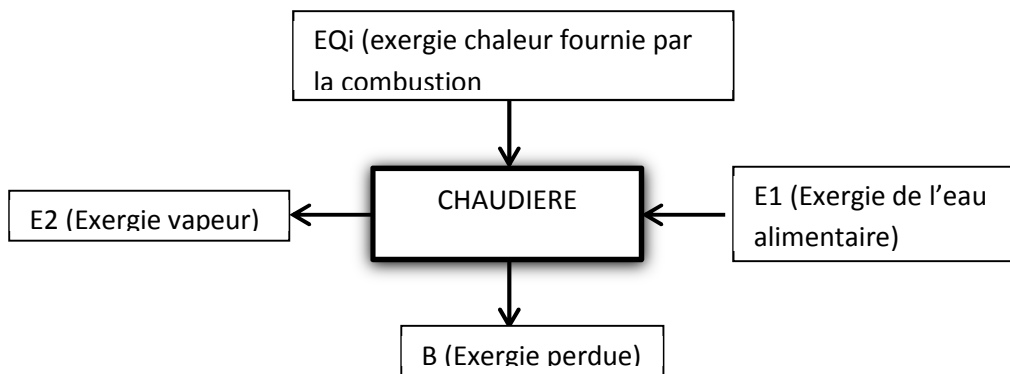 EQi (exergie chaleur fournie par
la combustion
CHAUDIERE
E2 (Exergie vapeur)
E1 (Exergie de l’eau
alimentaire)
B (Exergie perdue)